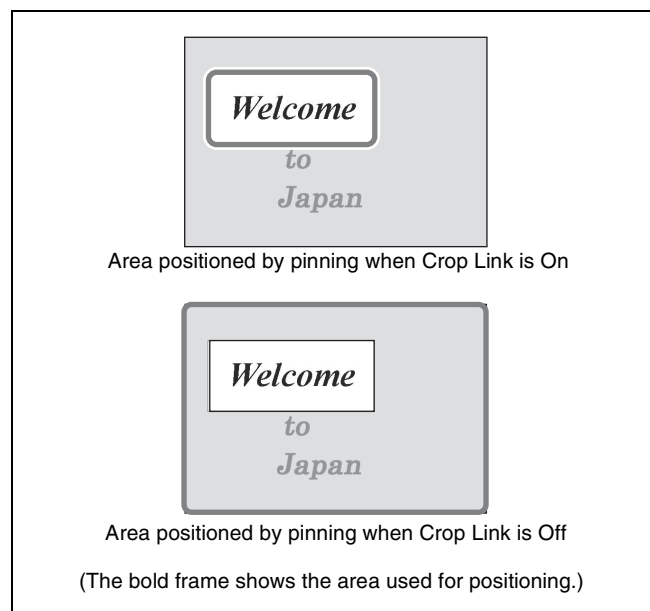 Welcome
to
Japan
Area positioned by pinning when Crop Link is On
Welcome
to
Japan
Area positioned by pinning when Crop Link is Off
(The bold frame shows the area used for positioning.)